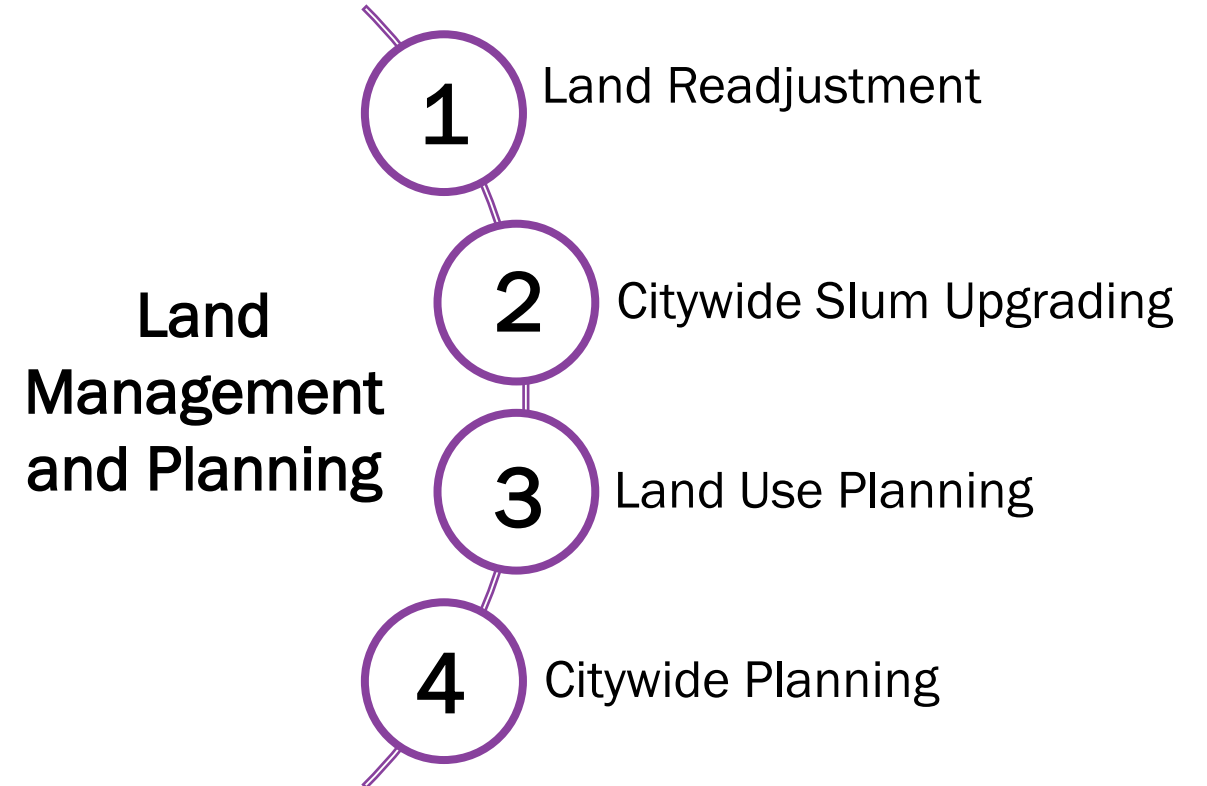 Land
Management
and Planning
1
Land Readjustment
2
Citywide Slum Upgrading
3
Land Use Planning
4
Citywide Planning